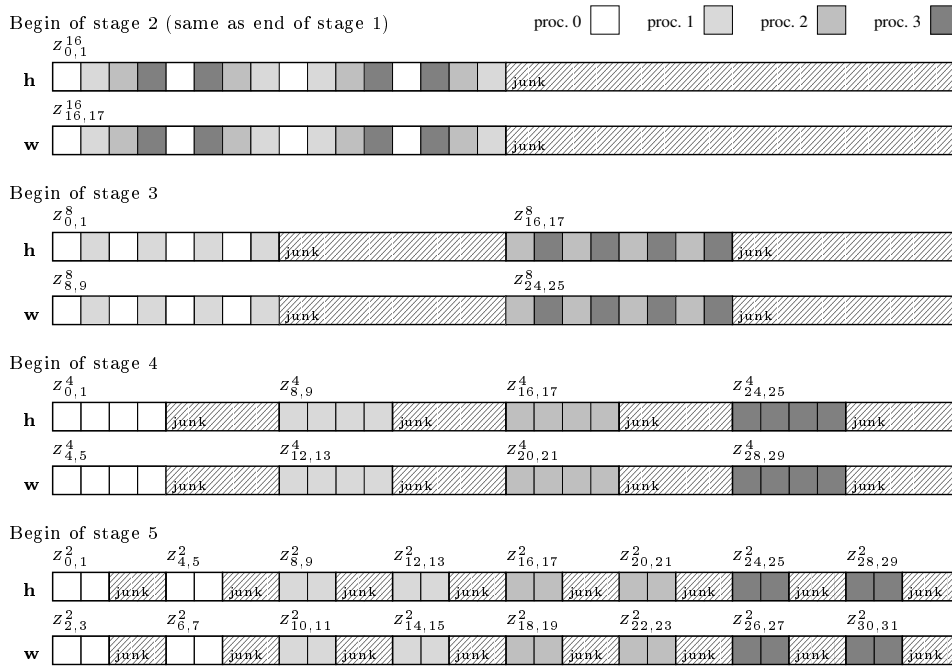 Begin of stage 2 (same as end of stage 1) proc. 0 proc. 1 proc. 2 proc. 3
z^{16}_{0,1}
h junk
z^{16}_{16,17}
w junk
Begin of stage 3
z^{8}_{0,1} z^{8}_{16,17}
h junk junk
z^{8}_{8,9} z^{8}_{24,25}
w junk junk
Begin of stage 4
z^{4}_{0,1} z^{4}_{8,9} z^{4}_{16,17} z^{4}_{24,25}
h junk junk junk junk
z^{4}_{4,5} z^{4}_{12,13} z^{4}_{20,21} z^{4}_{28,29}
w junk junk junk junk
Begin of stage 5
z^{2}_{0,1} z^{2}_{4,5} z^{2}_{8,9} z^{2}_{12,13} z^{2}_{16,17} z^{2}_{20,21} z^{2}_{24,25} z^{2}_{28,29}
h junk junk junk junk junk junk junk junk
z^{2}_{2,3} z^{2}_{6,7} z^{2}_{10,11} z^{2}_{14,15} z^{2}_{18,19} z^{2}_{22,23} z^{2}_{26,27} z^{2}_{30,31}
w junk junk junk junk junk junk junk junk